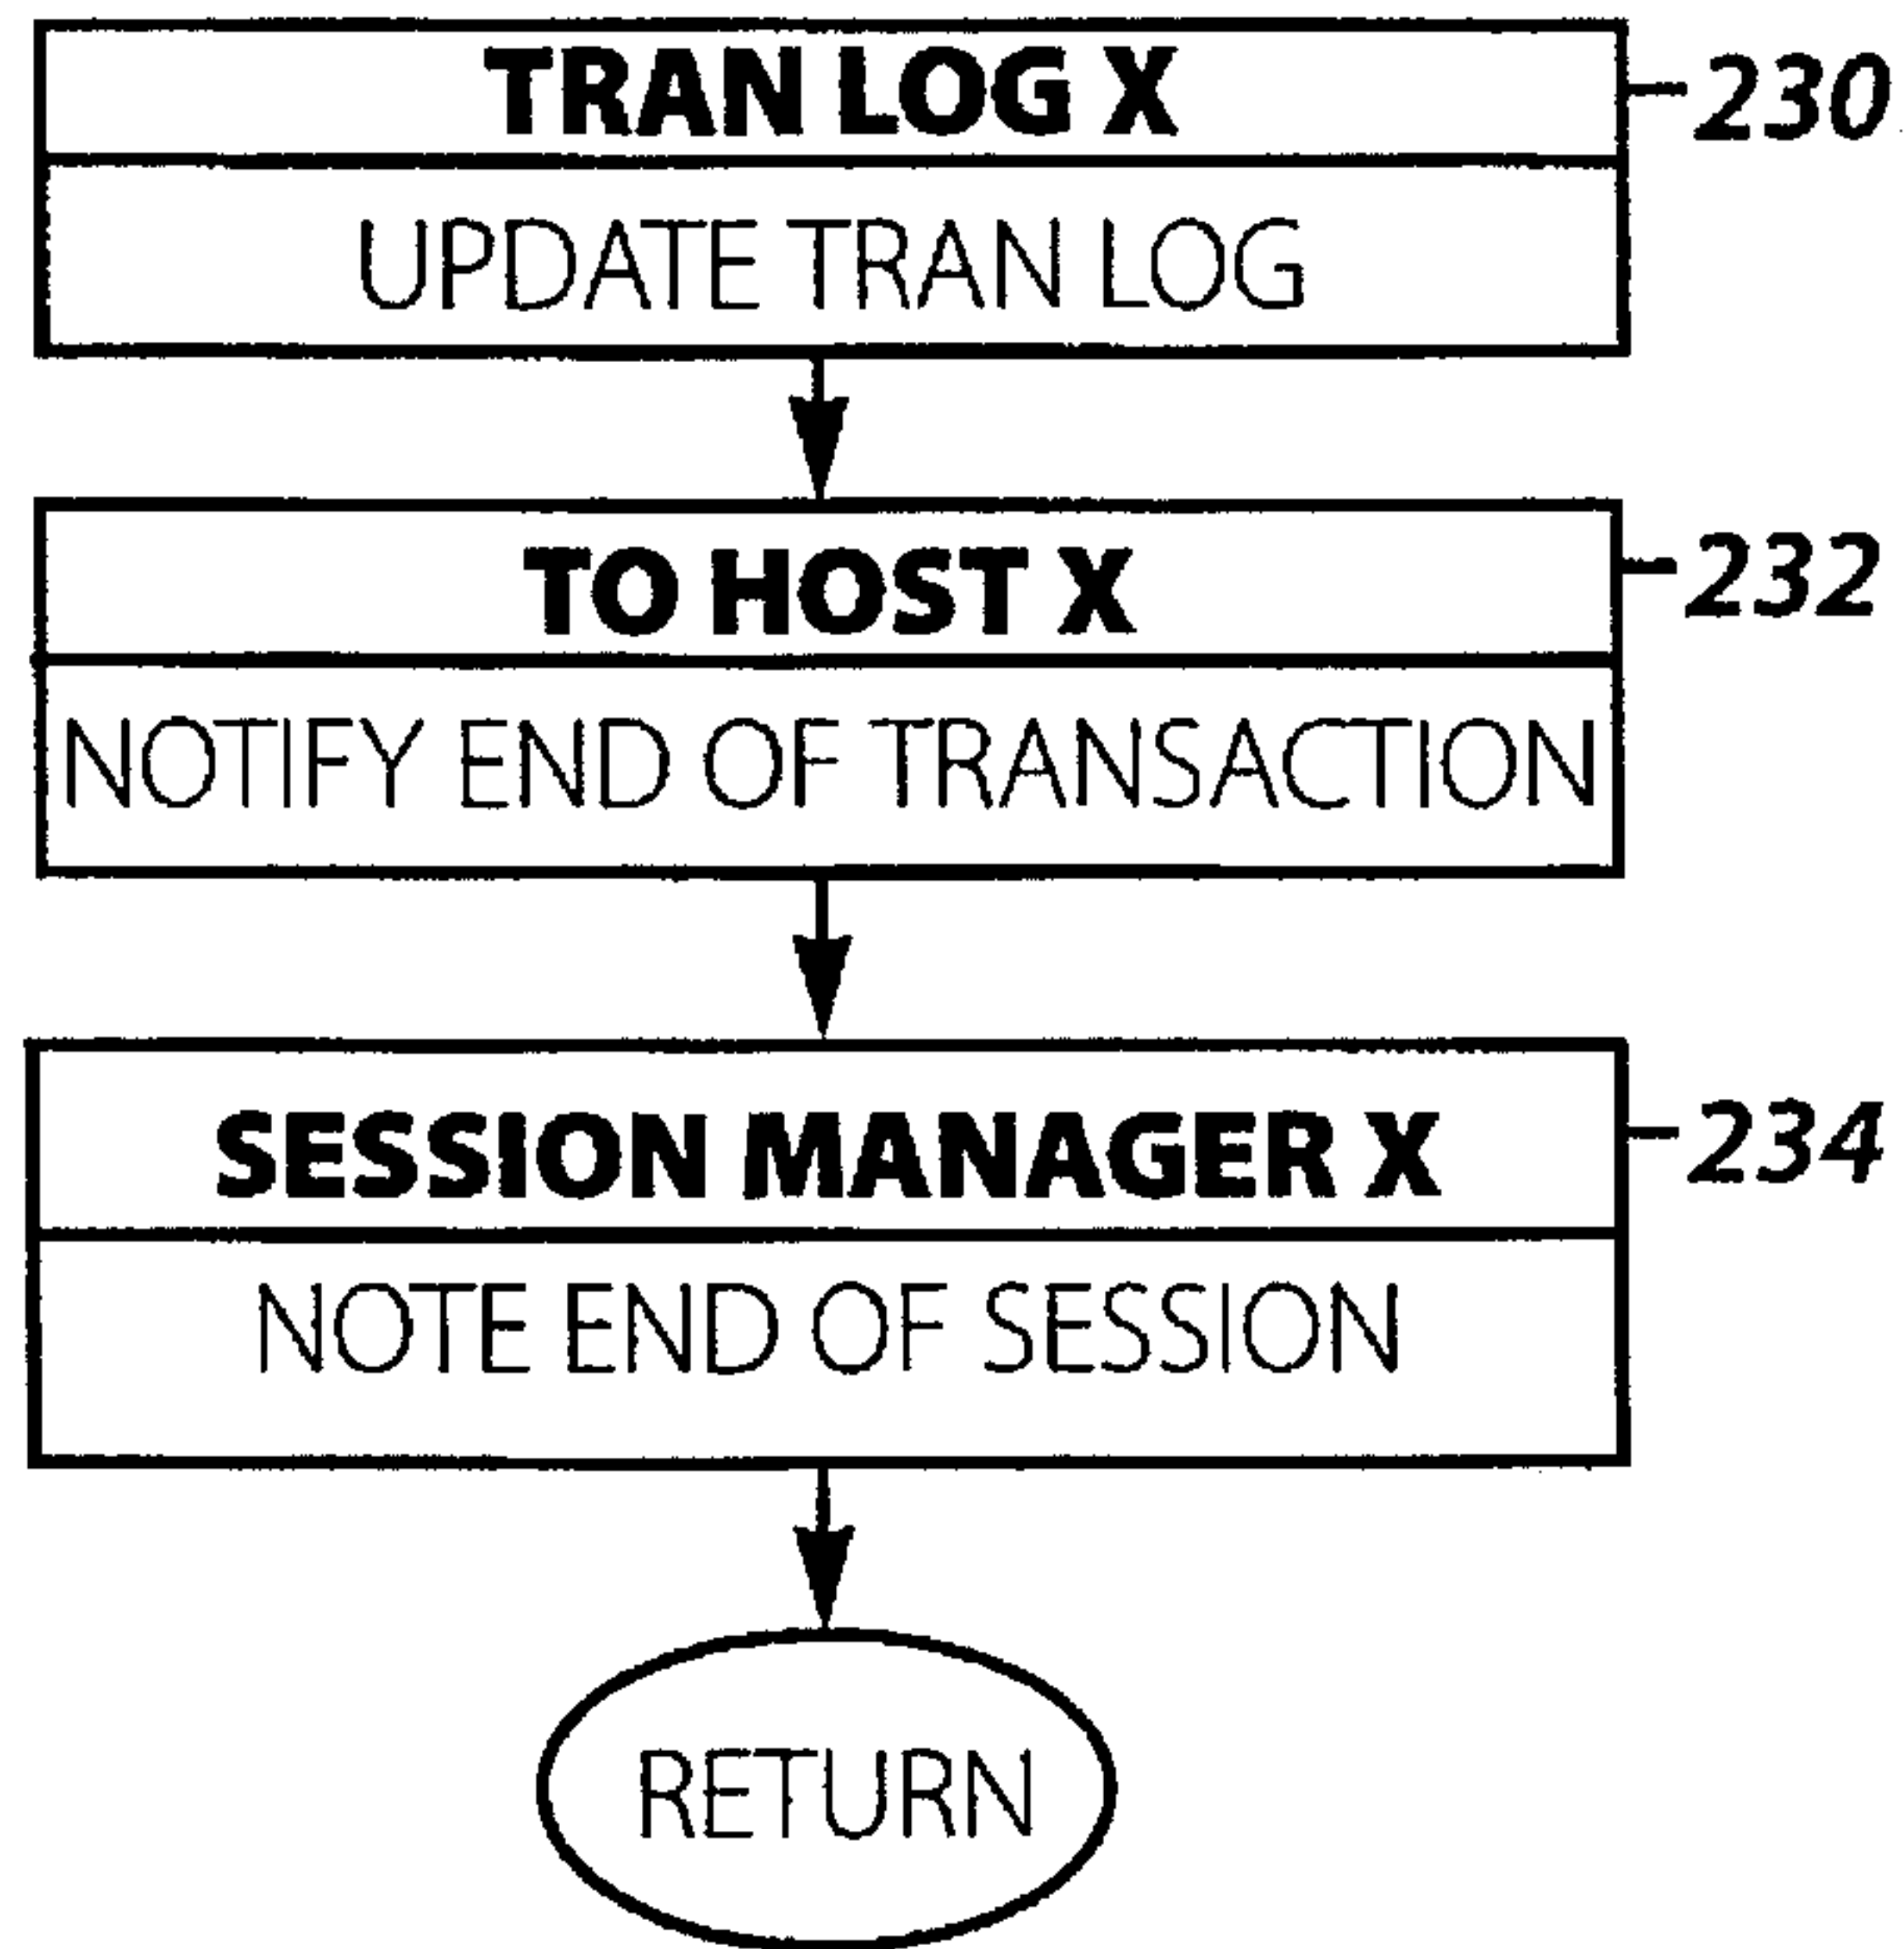 TRAN LOG X
230
UPDATE TRAN LOG
TO HOST X
232
NOTIFY END OF TRANSACTION
SESSION MANAGER X
234
NOTE END OF SESSION
RETURN